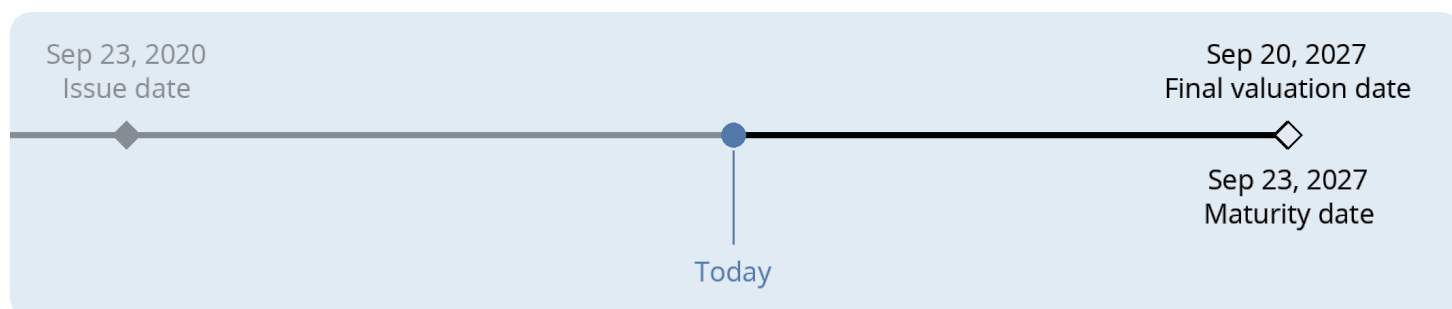 Sep 23, 2020
Issue date
Sep 20, 2027
Final valuation date
Sep 23, 2027
Maturity date
Today